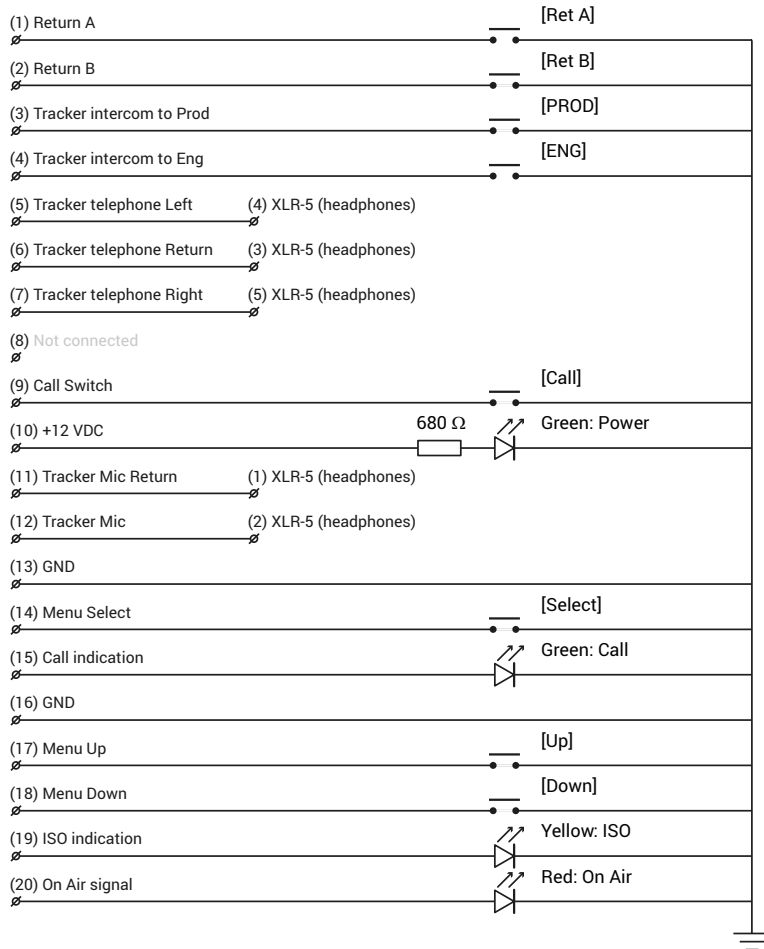 (1) Return A [Ret A]
(2) Return B [Ret B]
(3) Tracker intercom to Prod [PROD]
(4) Tracker intercom to Eng [ENG]
(5) Tracker telephone Left (4) XLR-5 (headphones)
(6) Tracker telephone Return (3) XLR-5 (headphones)
(7) Tracker telephone Right (5) XLR-5 (headphones)
(8) Not connected
(9) Call Switch [Call]
(10) +12 VDC 680 Ω Green: Power
(11) Tracker Mic Return (1) XLR-5 (headphones)
(12) Tracker Mic (2) XLR-5 (headphones)
(13) GND
(14) Menu Select [Select]
(15) Call indication Green: Call
(16) GND
(17) Menu Up [Up]
(18) Menu Down [Down]
(19) ISO indication Yellow: ISO
(20) On Air signal Red: On Air